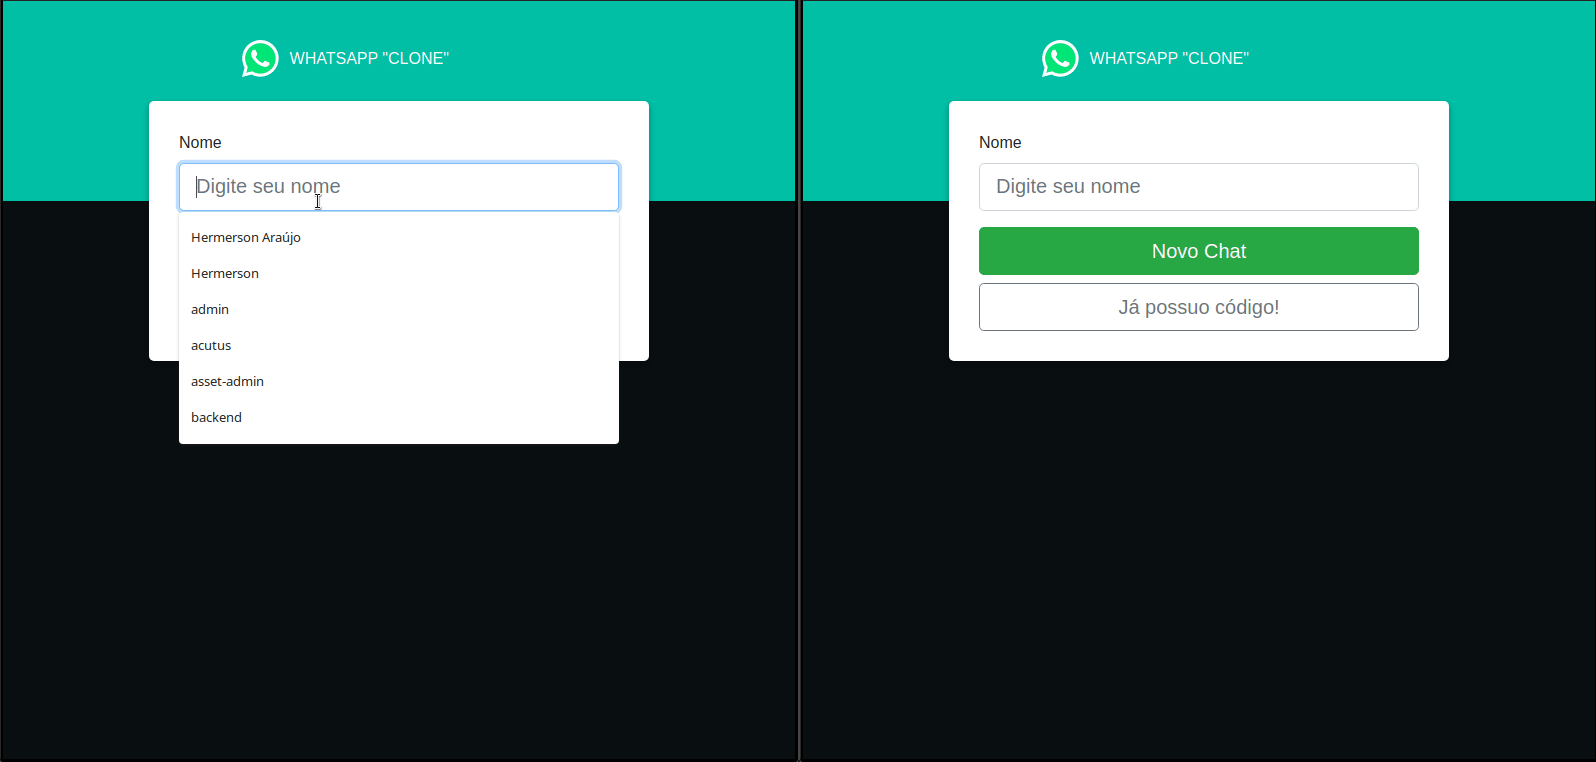 WHATSAPP "CLONE"
Nome
Digite seu nome
Hermerson Araújo
Hermerson
admin
acutus
asset-admin
backend
WHATSAPP "CLONE"
Nome
Digite seu nome
Novo Chat
Já possuo código!